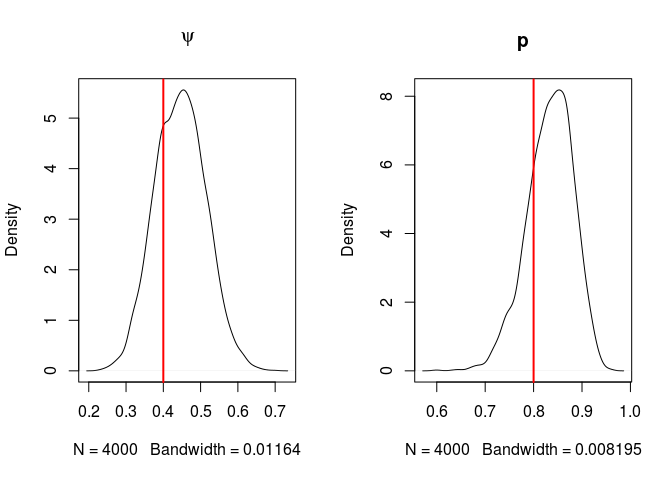 ψ
Density
0
1
2
3
4
5
0.2 0.3 0.4 0.5 0.6 0.7
N = 4000 Bandwidth = 0.01164
p
Density
0
2
4
6
8
0.6 0.7 0.8 0.9 1.0
N = 4000 Bandwidth = 0.008195